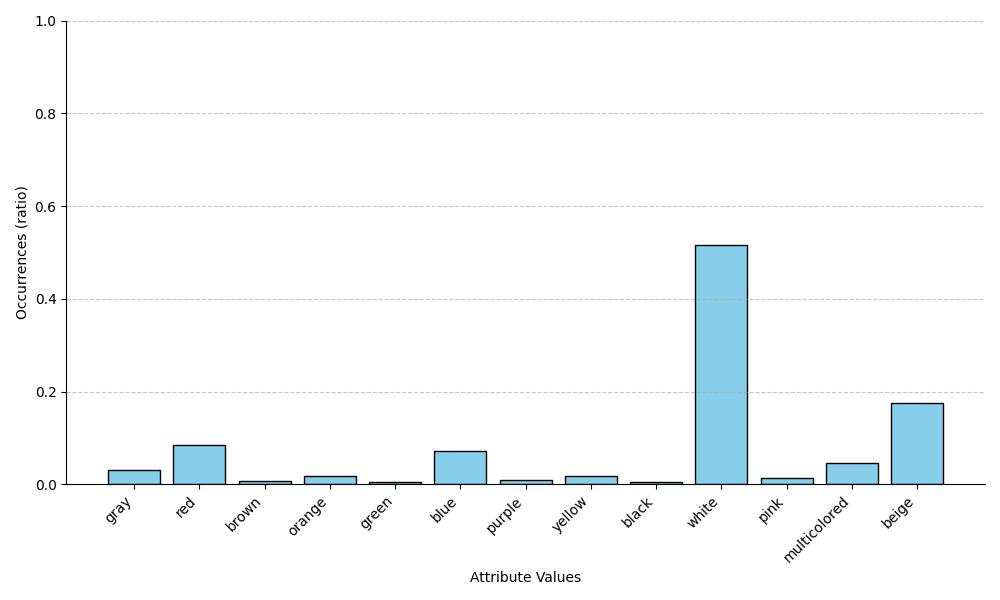 1.0
0.8
0.6
0.4
0.2
0.0
Occurrences (ratio)
gray
red
brown
orange
green
blue
purple
yellow
black
white
pink
multicolored
beige
Attribute Values